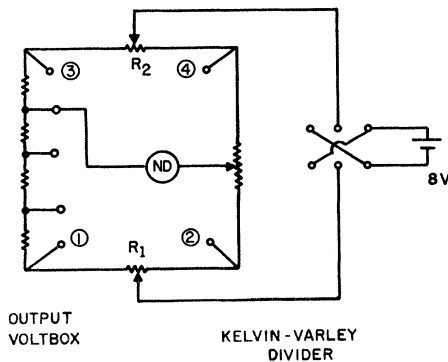 ③
R2
④
ND
8V
①
R1
②
OUTPUT
VOLTBOX
KELVIN-VARLEY
DIVIDER